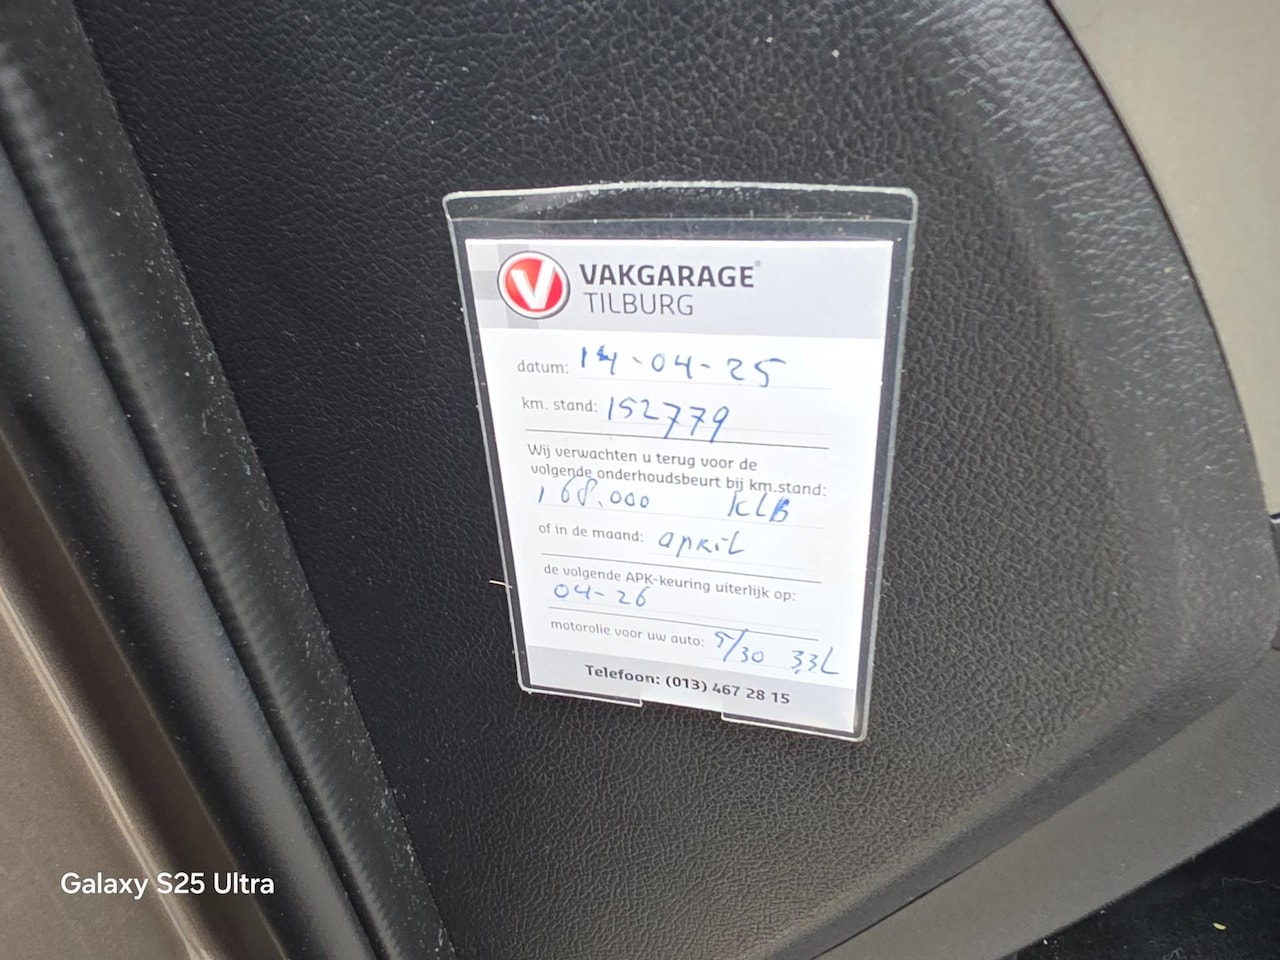 VAKGARAGE®
TILBURG
datum: 14-04-25
km. stand: 152779
Wij verwachten u terug voor de
volgende onderhoudsbeurt bij km.stand:
168.000 KLB
of in de maand: april
de volgende APK-keuring uiterlijk op:
04-26
motorolie voor uw auto: 5/30 3,3L
Telefoon: (013) 467 28 15
Galaxy S25 Ultra